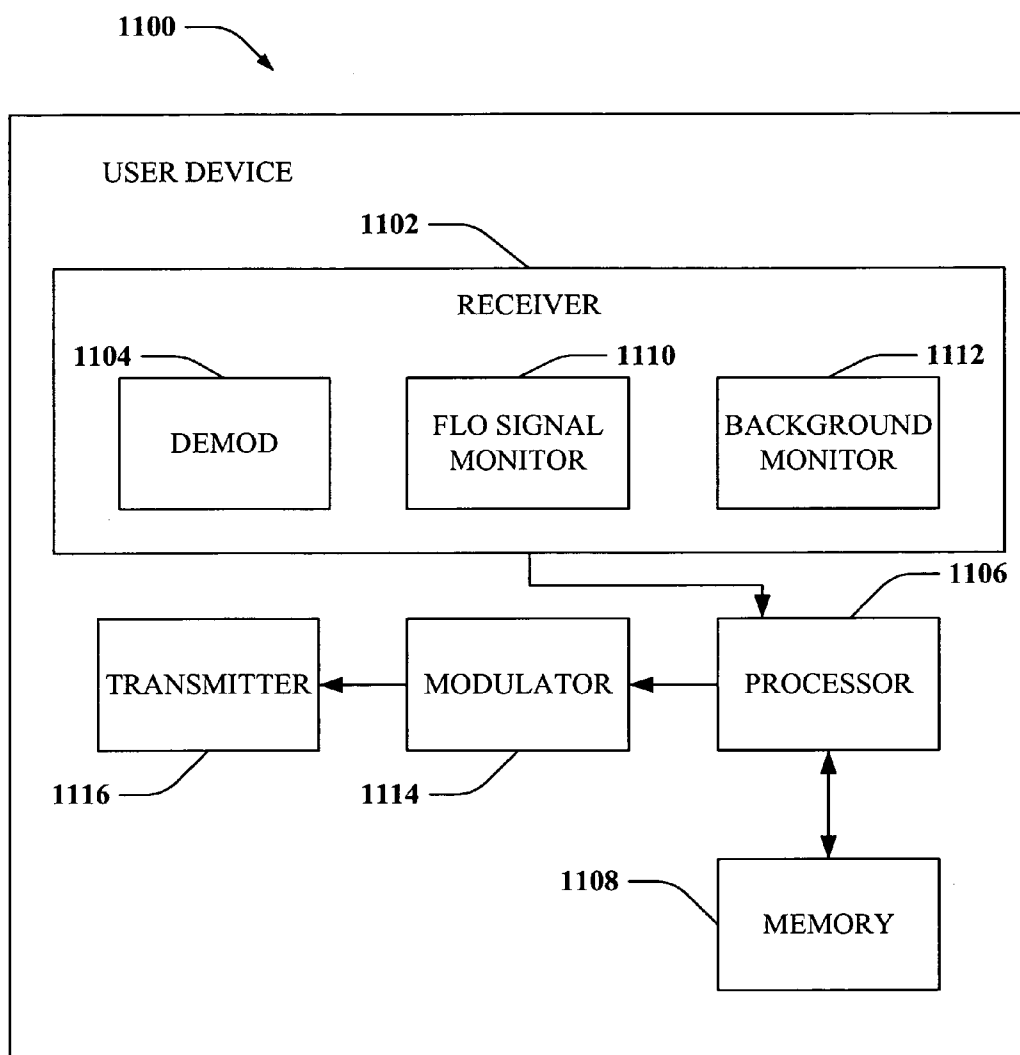 1100
USER DEVICE
1102
RECEIVER
1104
1110
1112
DEMOD
FLO SIGNAL
MONITOR
BACKGROUND
MONITOR
1106
TRANSMITTER
MODULATOR
PROCESSOR
1116
1114
1108
MEMORY